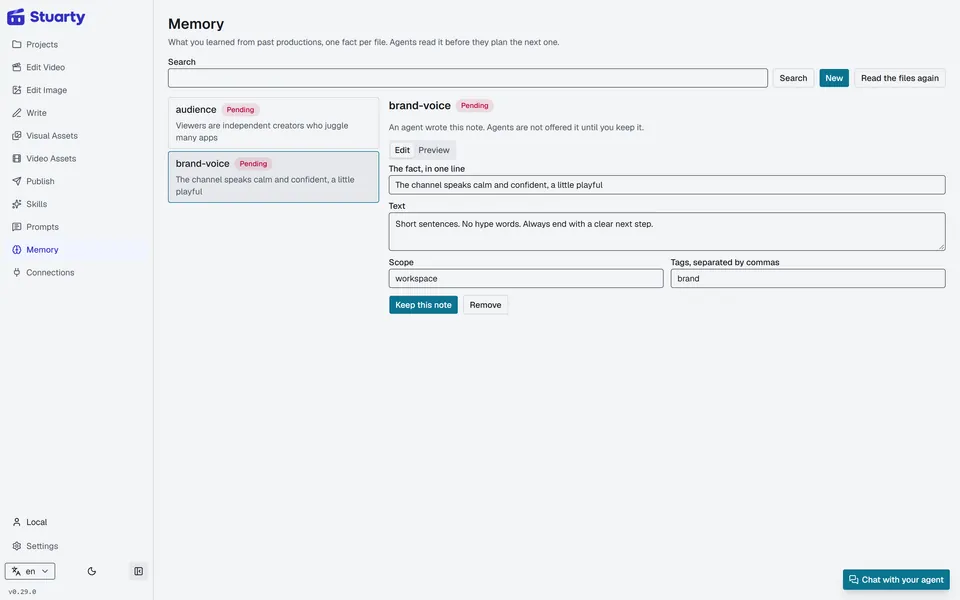 Stuarty
Projects
Edit Video
Edit Image
Write
Visual Assets
Video Assets
Publish
Skills
Prompts
Memory
Connections
Local
Settings
en
v0.29.0
Memory
What you learned from past productions, one fact per file. Agents read it before they plan the next one.
Search
Search
New
Read the files again
audience Pending
Viewers are independent creators who juggle
many apps
brand-voice Pending
The channel speaks calm and confident, a little
playful
brand-voice Pending
An agent wrote this note. Agents are not offered it until you keep it.
Edit Preview
The fact, in one line
The channel speaks calm and confident, a little playful
Text
Short sentences. No hype words. Always end with a clear next step.
Scope
workspace
Tags, separated by commas
brand
Keep this note
Remove
Chat with your agent